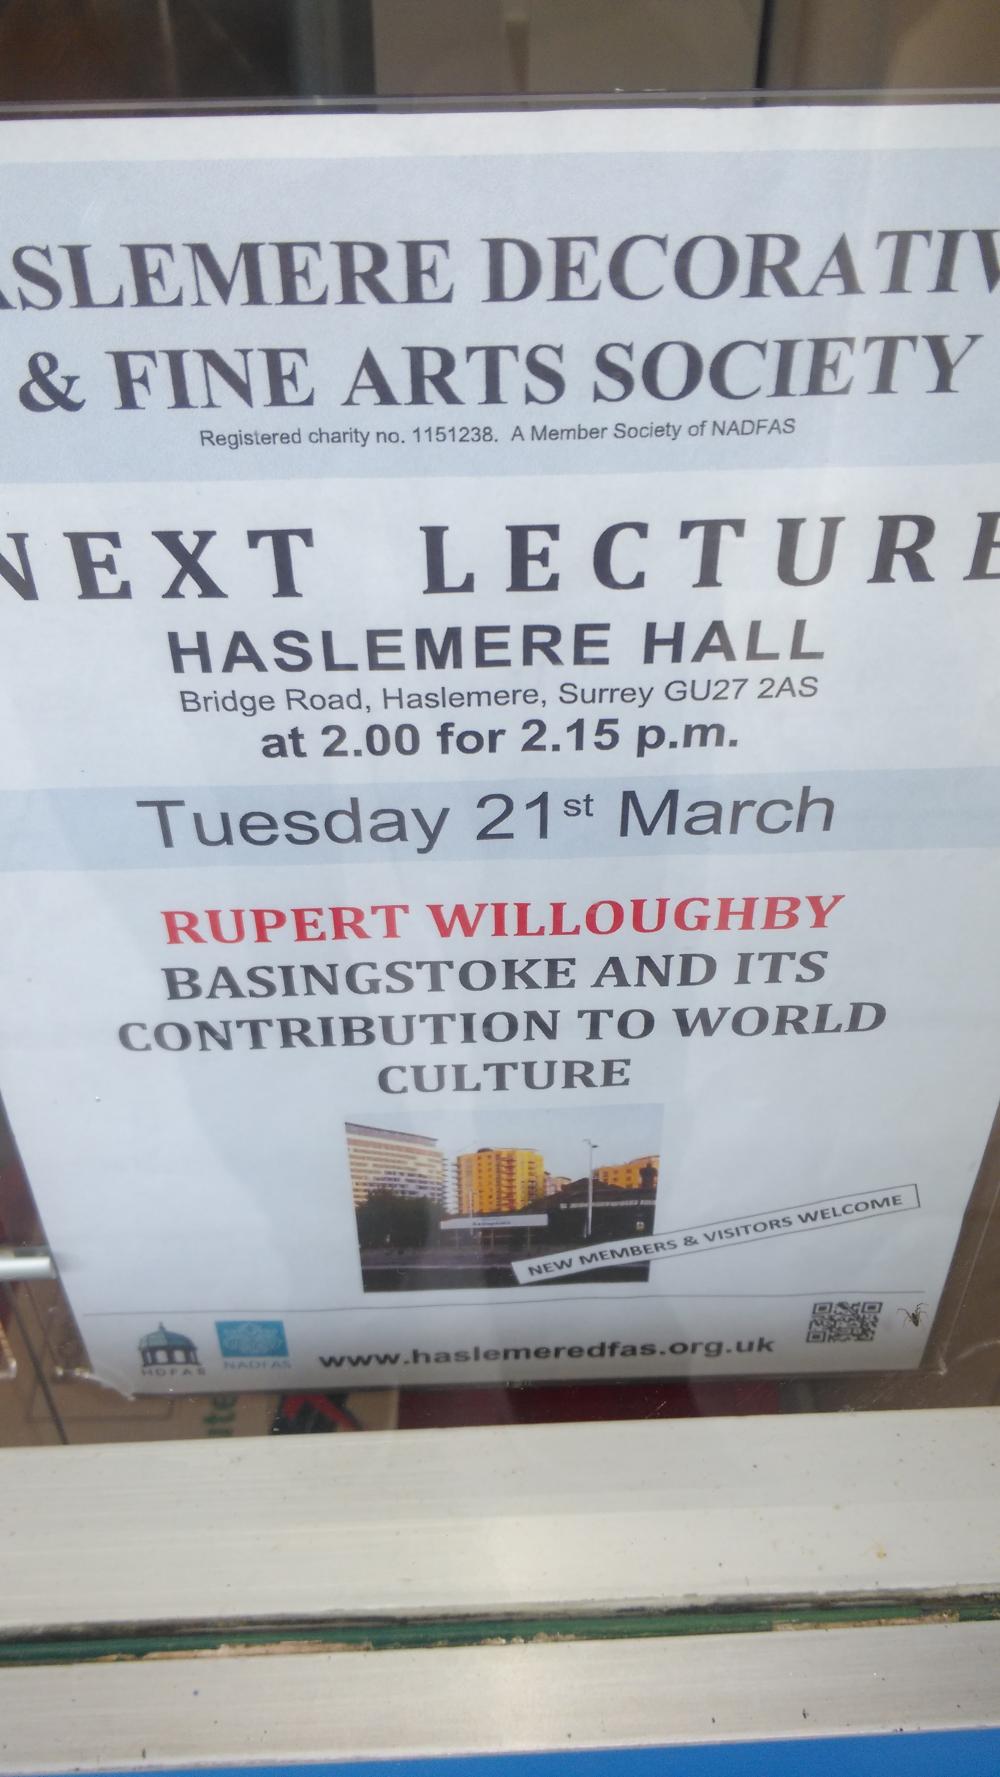 ASLEMERE DECORATIV
& FINE ARTS SOCIETY
Registered charity no. 1151238. A Member Society of NADFAS
NEXT LECTURE
HASLEMERE HALL
Bridge Road, Haslemere, Surrey GU27 2AS
at 2.00 for 2.15 p.m.
Tuesday 21st March
RUPERT WILLOUGHBY
BASINGSTOKE AND ITS
CONTRIBUTION TO WORLD
CULTURE
NEW MEMBERS & VISITORS WELCOME
HDFAS
NADFAS
www.haslemeredfas.org.uk